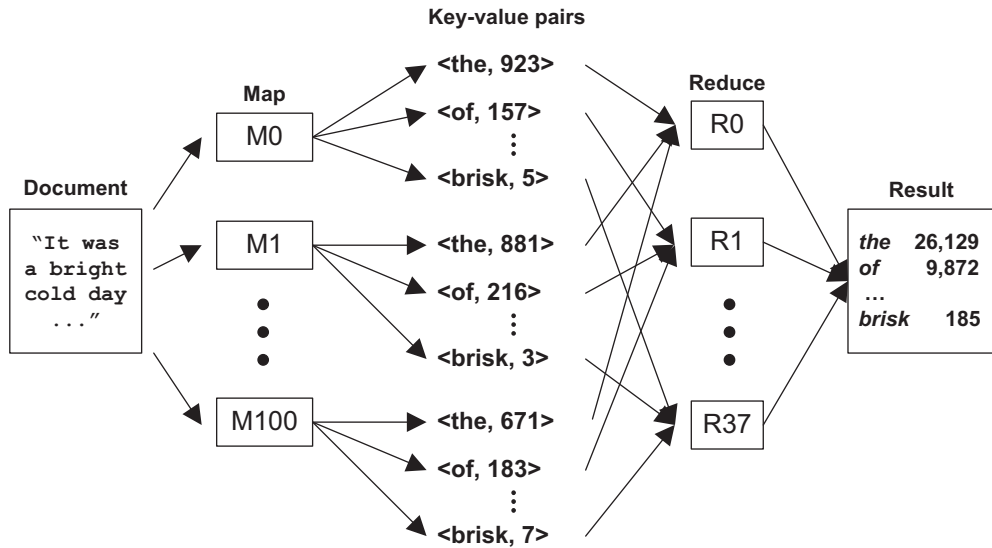 Key-value pairs
Document
“It was
a bright
cold day
...”
Map
M0
M1
M100
<the, 923>
<of, 157>
<brisk, 5>
<the, 881>
<of, 216>
<brisk, 3>
<the, 671>
<of, 183>
<brisk, 7>
Reduce
R0
R1
R37
Result
the 26,129
of 9,872
...
brisk 185